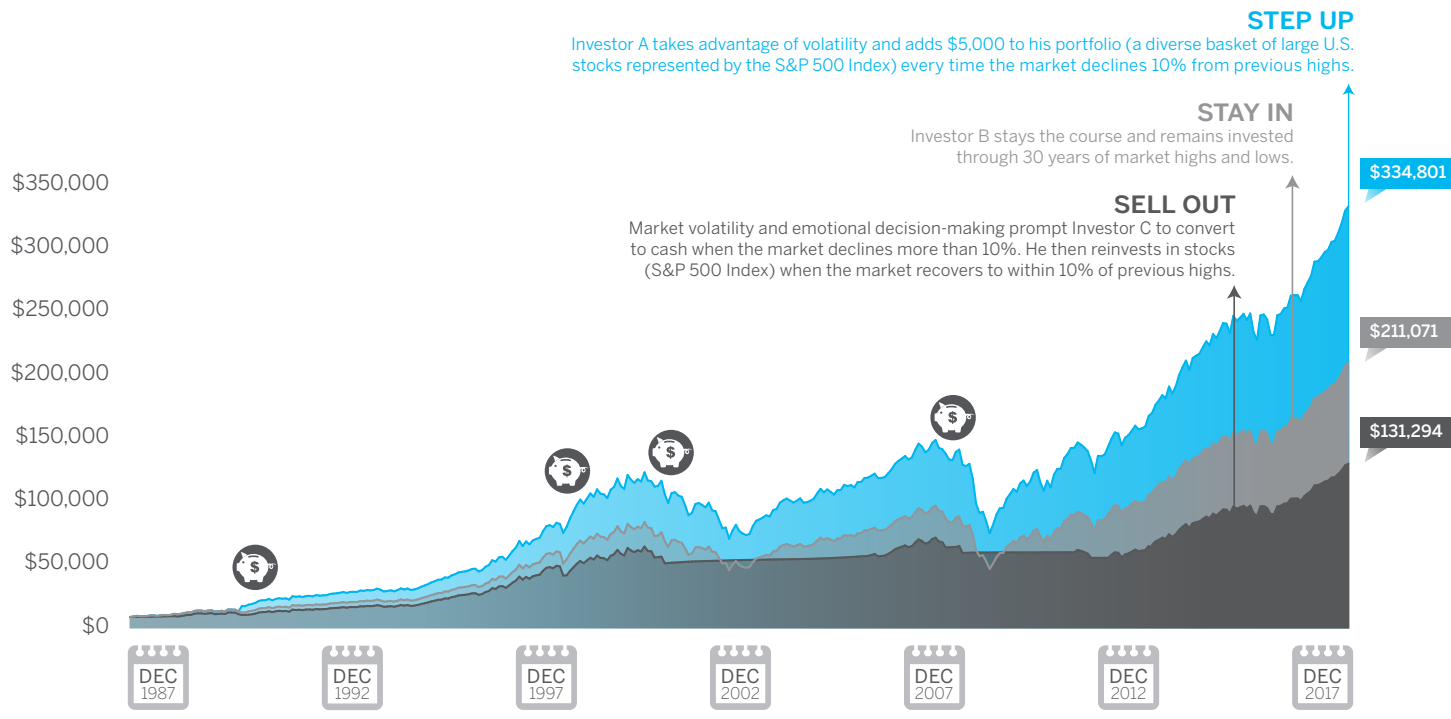 STEP UP
Investor A takes advantage of volatility and adds $5,000 to his portfolio (a diverse basket of large U.S.
stocks represented by the S&P 500 Index) every time the market declines 10% from previous highs.
STAY IN
Investor B stays the course and remains invested
through 30 years of market highs and lows.
SELL OUT
Market volatility and emotional decision-making prompt Investor C to convert
to cash when the market declines more than 10%. He then reinvests in stocks
(S&P 500 Index) when the market recovers to within 10% of previous highs.
$350,000
$300,000
$250,000
$200,000
$150,000
$100,000
$50,000
$0
$334,801
$211,071
$131,294
$
$
$
$
DEC
1987
DEC
1992
DEC
1997
DEC
2002
DEC
2007
DEC
2012
DEC
2017